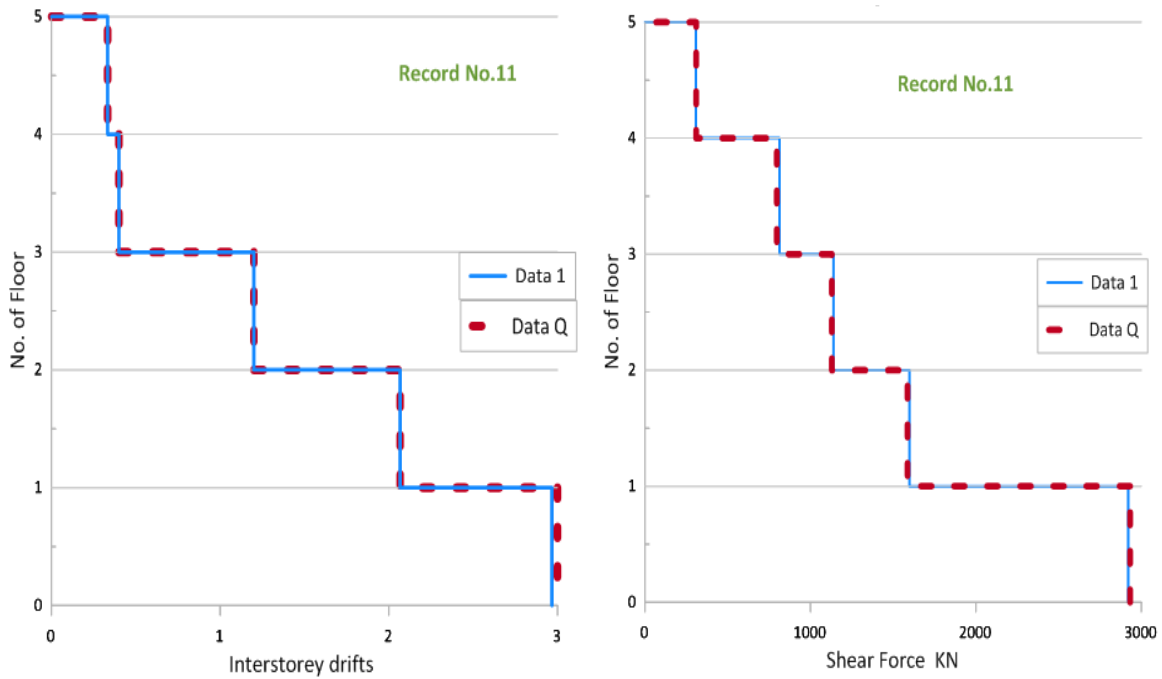 5
4
3
2
1
0
No. of Floor
Record No.11
Data 1
Data Q
0 1 2 3
Interstorey drifts
5
4
3
2
1
0
No. of Floor
Record No.11
Data 1
Data Q
0 1000 2000 3000
Shear Force KN